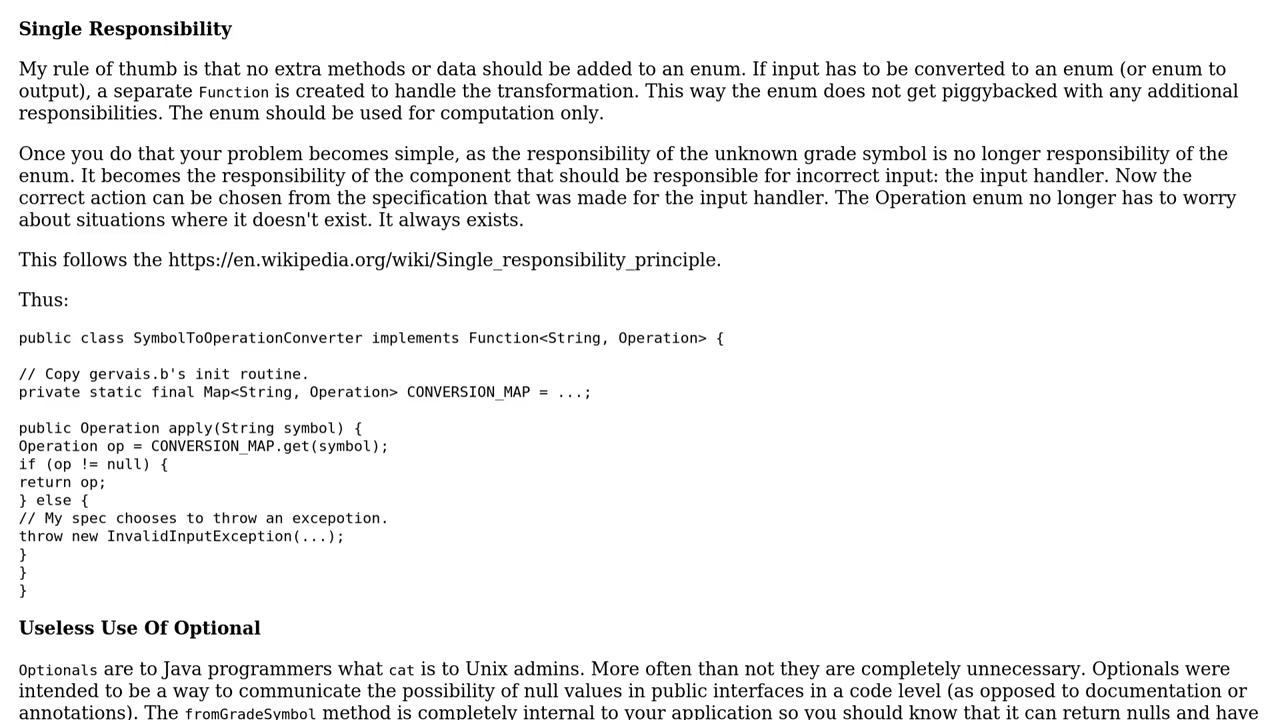 Single Responsibility
My rule of thumb is that no extra methods or data should be added to an enum. If input has to be converted to an enum (or enum to
output), a separate Function is created to handle the transformation. This way the enum does not get piggybacked with any additional
responsibilities. The enum should be used for computation only.
Once you do that your problem becomes simple, as the responsibility of the unknown grade symbol is no longer responsibility of the
enum. It becomes the responsibility of the component that should be responsible for incorrect input: the input handler. Now the
correct action can be chosen from the specification that was made for the input handler. The Operation enum no longer has to worry
about situations where it doesn't exist. It always exists.
This follows the https://en.wikipedia.org/wiki/Single_responsibility_principle.
Thus:
public class SymbolToOperationConverter implements Function<String, Operation> {
// Copy gervais.b's init routine.
private static final Map<String, Operation> CONVERSION_MAP = ...;
public Operation apply(String symbol) {
Operation op = CONVERSION_MAP.get(symbol);
if (op != null) {
return op;
} else {
// My spec chooses to throw an excepotion.
throw new InvalidInputException(...);
}
}
}
Useless Use Of Optional
Optionals are to Java programmers what cat is to Unix admins. More often than not they are completely unnecessary. Optionals were
intended to be a way to communicate the possibility of null values in public interfaces in a code level (as opposed to documentation or
annotations). The fromGradeSymbol method is completely internal to your application so you should know that it can return nulls and have